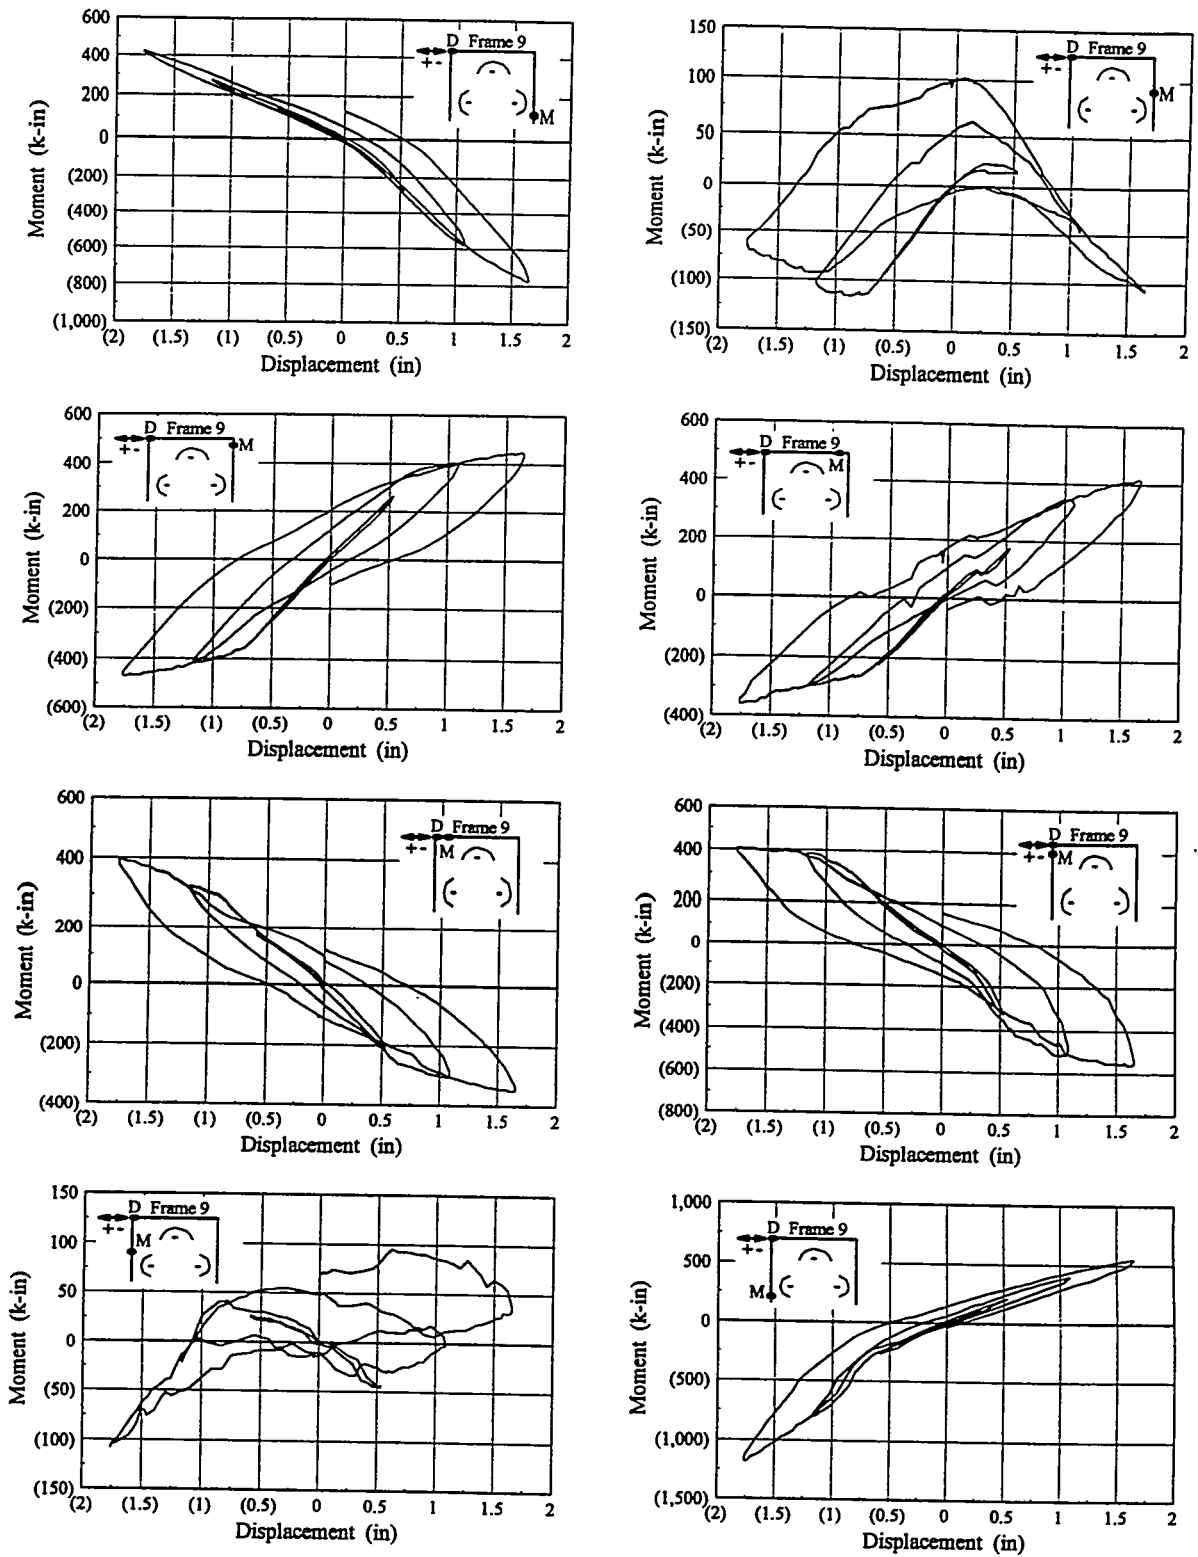 600
400
200
0
(200)
(400)
(600)
(800)
(1,000)
Moment (k-in)
D Frame 9
+-
M
(2) (1.5) (1) (0.5) 0 0.5 1 1.5 2
Displacement (in)
150
100
50
0
(50)
(100)
(150)
Moment (k-in)
D Frame 9
+-
M
(2) (1.5) (1) (0.5) 0 0.5 1 1.5 2
Displacement (in)
600
400
200
0
(200)
(400)
(600)
Moment (k-in)
D Frame 9
+-
M
(2) (1.5) (1) (0.5) 0 0.5 1 1.5 2
Displacement (in)
600
400
200
0
(200)
(400)
Moment (k-in)
D Frame 9
+-
M
(2) (1.5) (1) (0.5) 0 0.5 1 1.5 2
Displacement (in)
600
400
200
0
(200)
(400)
Moment (k-in)
D Frame 9
+-
M
(2) (1.5) (1) (0.5) 0 0.5 1 1.5 2
Displacement (in)
600
400
200
0
(200)
(400)
(600)
(800)
Moment (k-in)
D Frame 9
+-
M
(2) (1.5) (1) (0.5) 0 0.5 1 1.5 2
Displacement (in)
150
100
50
0
(50)
(100)
(150)
Moment (k-in)
D Frame 9
+-
M
(2) (1.5) (1) (0.5) 0 0.5 1 1.5 2
Displacement (in)
1,000
500
0
(500)
(1,000)
(1,500)
Moment (k-in)
D Frame 9
+-
M
(2) (1.5) (1) (0.5) 0 0.5 1 1.5 2
Displacement (in)